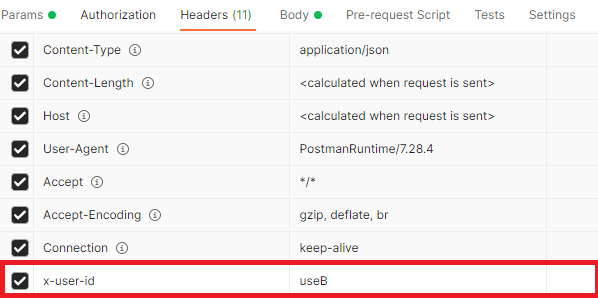 Params Authorization Headers (11) Body Pre-request Script Tests Settings
Content-Type application/json
Content-Length <calculated when request is sent>
Host <calculated when request is sent>
User-Agent PostmanRuntime/7.28.4
Accept */*
Accept-Encoding gzip, deflate, br
Connection keep-alive
x-user-id useB